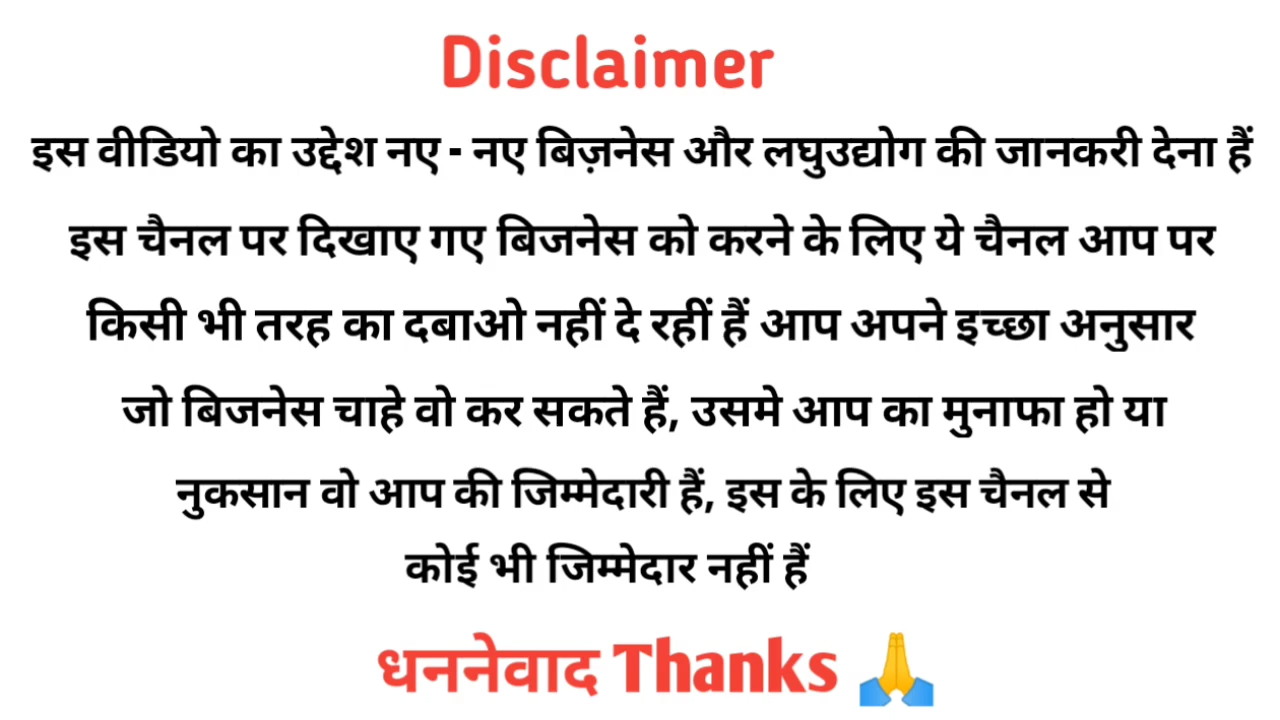 Disclaimer
इस वीडियो का उद्देश नए - नए बिज़नेस और लघुउद्योग की जानकरी देना हैं
इस चैनल पर दिखाए गए बिजनेस को करने के लिए ये चैनल आप पर
किसी भी तरह का दबाओ नहीं दे रहीं हैं आप अपने इच्छा अनुसार
जो बिजनेस चाहे वो कर सकते हैं, उसमे आप का मुनाफा हो या
नुकसान वो आप की जिम्मेदारी हैं, इस के लिए इस चैनल से
कोई भी जिम्मेदार नहीं हैं
धननेवाद Thanks 🙏